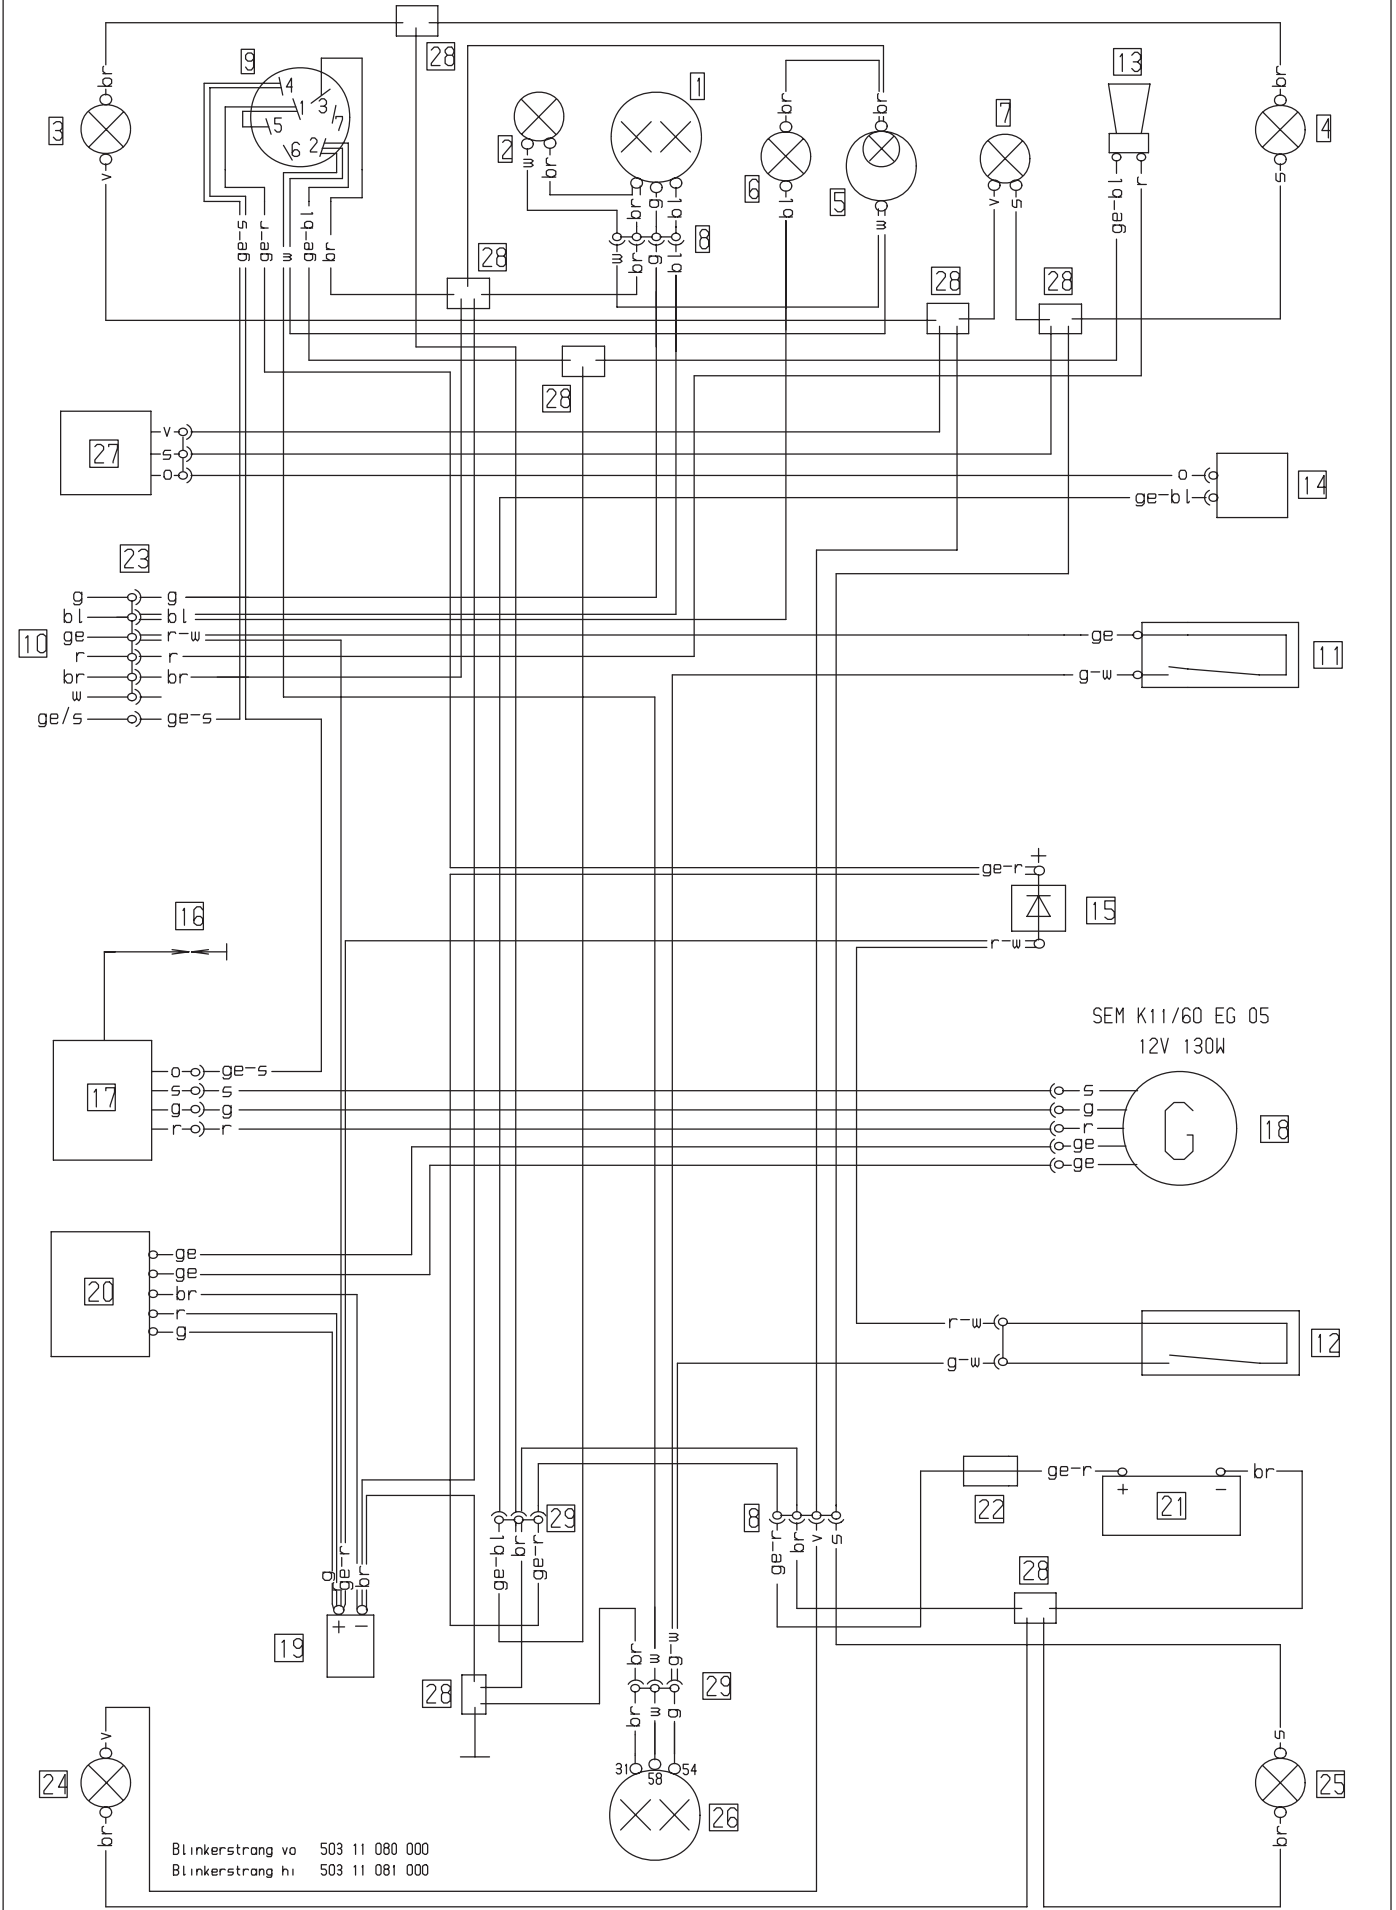 28
9
br
4
1
3
5
7
6
2
3
v
ge-s
ge-r
w
ge-bl
br
28
2
w
br
1
br
g
bl
8
w
br
g
bl
br
6
bl
br
5
w
7
v
s
13
ge-bl
r
br
4
s
28
28
28
27
v
s
o
o
ge-bl
14
23
10
g g
bl bl
ge r-w
r r
br br
w
ge/s ge-s
ge
g-w
11
+
ge-r
15
r-w
16
SEM K11/60 EG 05
12V 130W
17
o ge-s
s s
g g
r r
s
g
r
ge
ge
G
18
20
ge
ge
br
r
g
r-w
g-w
12
22
ge-r
br
+
-
21
29
ge-bl
br
ge-r
8
ge-r
br
v
s
28
g
ge-r
br
+ -
19
28
br
w
g-w
29
br
w
g
31
58
54
26
v
24
br
s
25
br
Blinkerstrang vo 503 11 080 000
Blinkerstrang hi 503 11 081 000